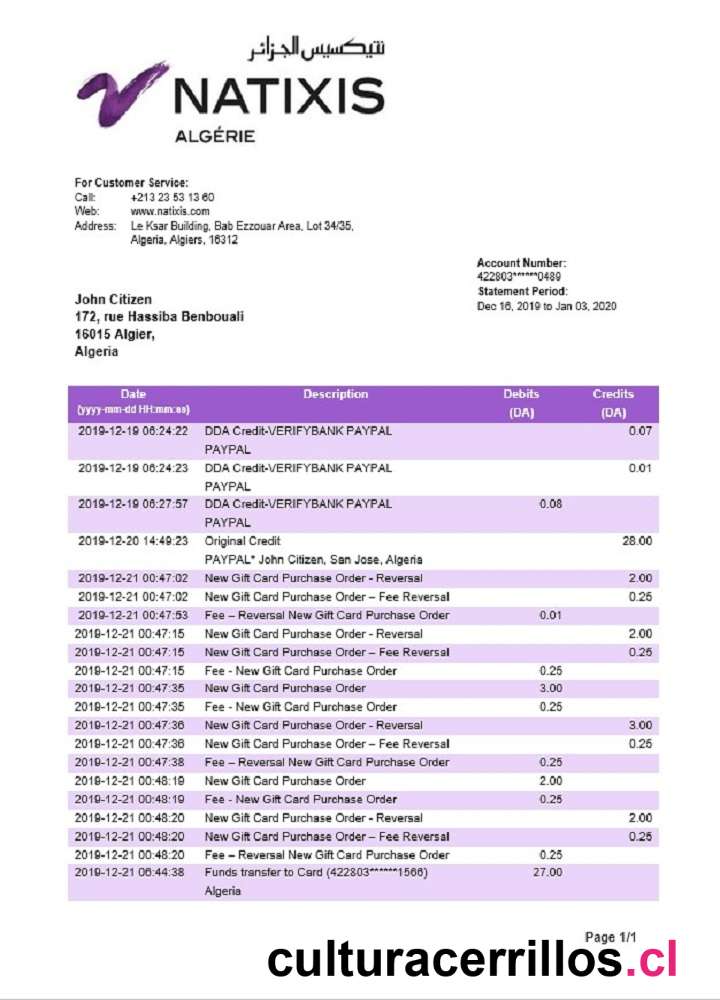 نتيكسيس الجزائر
NATIXIS
ALGÉRIE
For Customer Service:
Call: +213 23 53 13 60
Web: www.natixis.com
Address: Le Ksar Building, Bab Ezzouar Area, Lot 34/35,
Algeria, Algiers, 16312
Account Number:
422803******0489
Statement Period:
Dec 16, 2019 to Jan 03, 2020
John Citizen
172, rue Hassiba Benbouali
16015 Algier,
Algeria
Date Description Debits Credits
(yyyy-mm-dd HH:mm:ss) (DA) (DA)
2019-12-19 06:24:22 DDA Credit-VERIFYBANK PAYPAL 0.07
PAYPAL
2019-12-19 06:24:23 DDA Credit-VERIFYBANK PAYPAL 0.01
PAYPAL
2019-12-19 06:27:57 DDA Credit-VERIFYBANK PAYPAL 0.08
PAYPAL
2019-12-20 14:49:23 Original Credit 28.00
PAYPAL* John Citizen, San Jose, Algeria
2019-12-21 00:47:02 New Gift Card Purchase Order - Reversal 2.00
2019-12-21 00:47:02 New Gift Card Purchase Order – Fee Reversal 0.25
2019-12-21 00:47:53 Fee – Reversal New Gift Card Purchase Order 0.01
2019-12-21 00:47:15 New Gift Card Purchase Order - Reversal 2.00
2019-12-21 00:47:15 New Gift Card Purchase Order – Fee Reversal 0.25
2019-12-21 00:47:15 Fee - New Gift Card Purchase Order 0.25
2019-12-21 00:47:35 New Gift Card Purchase Order 3.00
2019-12-21 00:47:35 Fee - New Gift Card Purchase Order 0.25
2019-12-21 00:47:36 New Gift Card Purchase Order - Reversal 3.00
2019-12-21 00:47:36 New Gift Card Purchase Order – Fee Reversal 0.25
2019-12-21 00:47:38 Fee – Reversal New Gift Card Purchase Order 0.25
2019-12-21 00:48:19 New Gift Card Purchase Order 2.00
2019-12-21 00:48:19 Fee - New Gift Card Purchase Order 0.25
2019-12-21 00:48:20 New Gift Card Purchase Order - Reversal 2.00
2019-12-21 00:48:20 New Gift Card Purchase Order – Fee Reversal 0.25
2019-12-21 00:48:20 Fee – Reversal New Gift Card Purchase Order 0.25
2019-12-21 06:44:38 Funds transfer to Card (422803******1566) 27.00
Algeria
Page 1/1
culturacerrillos.cl